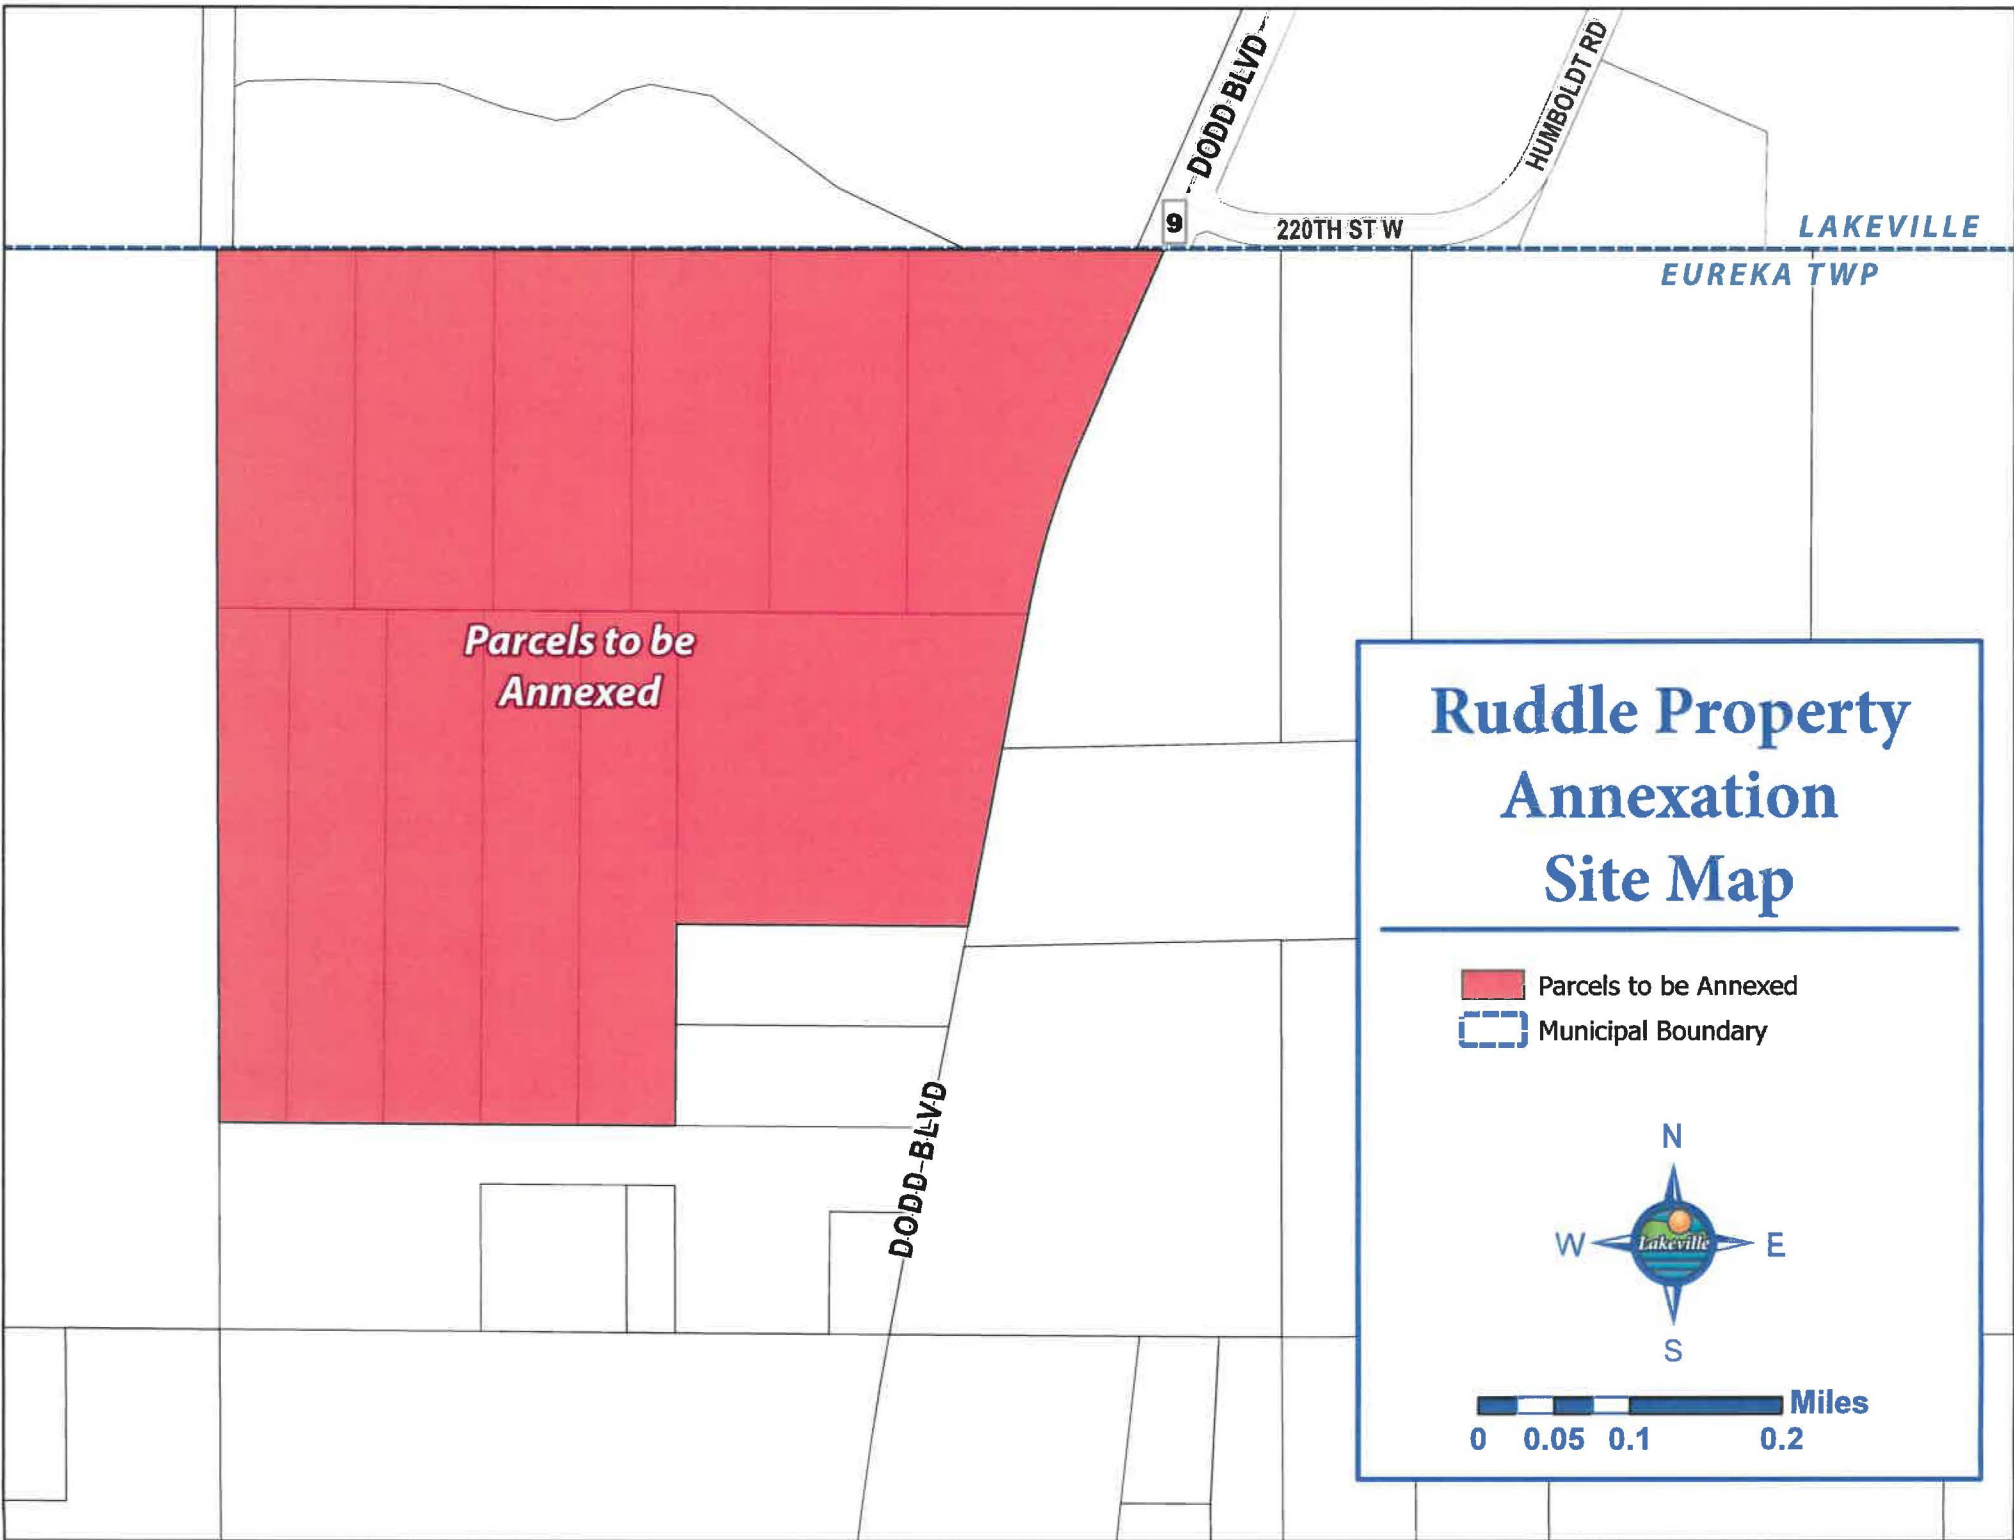 DODD BLVD
HUMBOLDT RD
9
220TH ST W
LAKEVILLE
EUREKA TWP
Parcels to be
Annexed
DODD BLVD
Ruddle Property
Annexation
Site Map
Parcels to be Annexed
Municipal Boundary
N
W
Lakeville
E
S
Miles
0 0.05 0.1 0.2